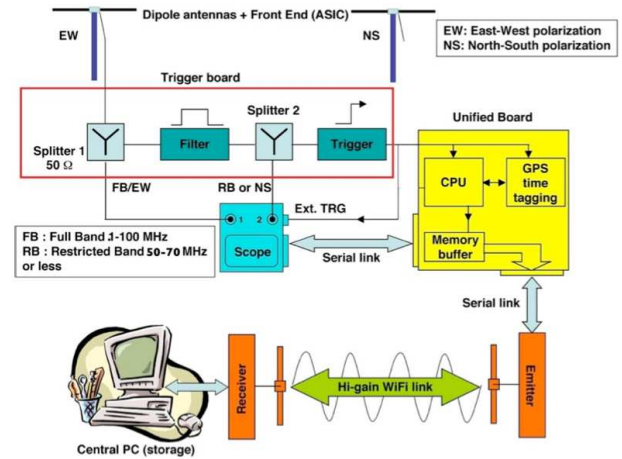 Dipole antennas + Front End (ASIC)
EW
NS
EW: East-West polarization
NS: North-South polarization
Trigger board
Splitter 2
Splitter 1
50 Ω
Filter
Trigger
Unified Board
CPU
GPS
time
tagging
FB/EW
RB or NS
Ext. TRG
1 2
Scope
Memory
buffer
FB : Full Band .1-100 MHz
RB : Restricted Band 50-70 MHz
or less
Serial link
Serial link
Receiver
Hi-gain WiFi link
Emitter
Central PC (storage)